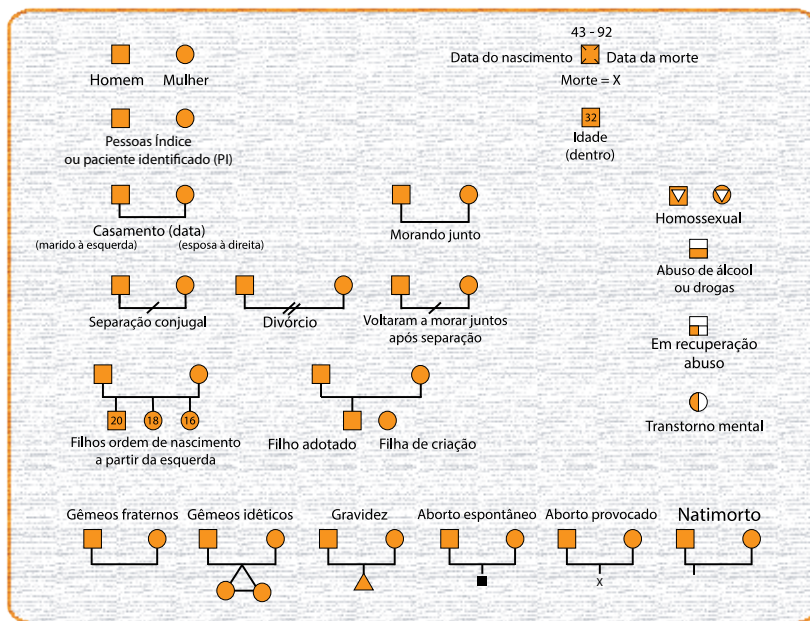 43 - 92
Data do nascimento
Data da morte
Morte = X
Homem
Mulher
32
Idade
(dentro)
Pessoas Índice
ou paciente identificado (PI)
Casamento (data)
(marido à esquerda)
(esposa à direita)
Morando junto
Homossexual
Abuso de álcool
ou drogas
Separação conjugal
Divórcio
Voltaram a morar juntos
após separação
Em recuperação
abuso
20
18
16
Filhos ordem de nascimento
a partir da esquerda
Filho adotado
Filha de criação
Transtorno mental
Gêmeos fraternos
Gêmeos idêticos
Gravidez
Aborto espontâneo
Aborto provocado
Natimorto
X